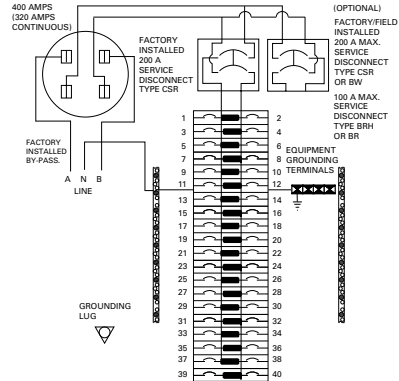 400 AMPS
(320 AMPS
CONTINUOUS)
FACTORY
INSTALLED
200 A
SERVICE
DISCONNECT
TYPE CSR
(OPTIONAL)
FACTORY/FIELD
INSTALLED
200 A MAX.
SERVICE
DISCONNECT
TYPE CSR
OR BW
100 A MAX.
SERVICE
DISCONNECT
TYPE BRH
OR BR
FACTORY
INSTALLED
BY-PASS.
A N B
LINE
EQUIPMENT
GROUNDING
TERMINALS
1 2
3 4
5 6
7 8
9 10
11 12
13 14
15 16
17 18
19 20
21 22
23 24
25 26
27 28
29 30
31 32
33 34
35 36
37 38
39 40
GROUNDING
LUG